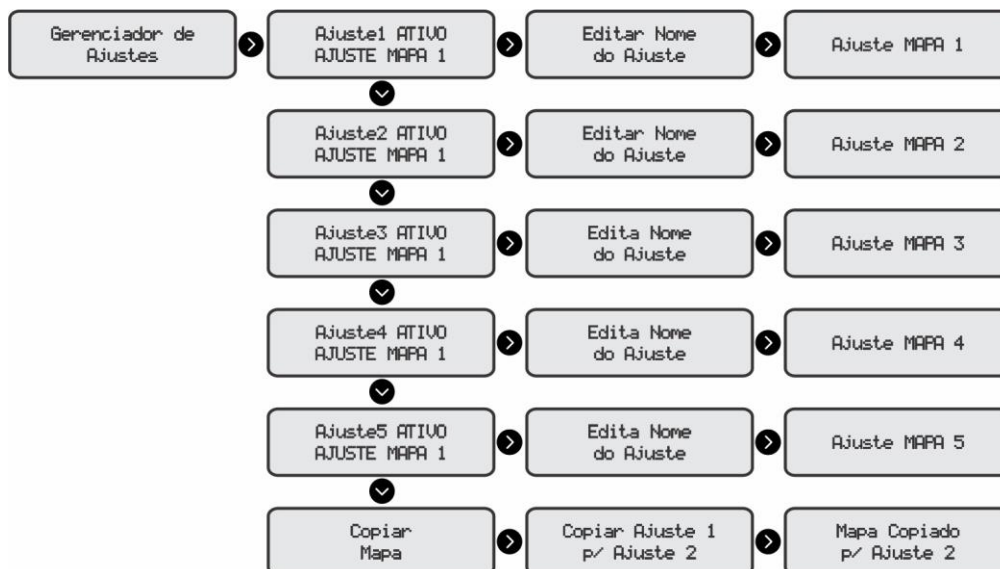 Gerenciador de
Ajustes
Ajuste1 ATIVO
AJUSTE MAPA 1
Editar Nome
do Ajuste
Ajuste MAPA 1
Ajuste2 ATIVO
AJUSTE MAPA 1
Editar Nome
do Ajuste
Ajuste MAPA 2
Ajuste3 ATIVO
AJUSTE MAPA 1
Edita Nome
do Ajuste
Ajuste MAPA 3
Ajuste4 ATIVO
AJUSTE MAPA 1
Edita Nome
do Ajuste
Ajuste MAPA 4
Ajuste5 ATIVO
AJUSTE MAPA 1
Edita Nome
do Ajuste
Ajuste MAPA 5
Copiar
Mapa
Copiar Ajuste 1
p/ Ajuste 2
Mapa Copiado
p/ Ajuste 2